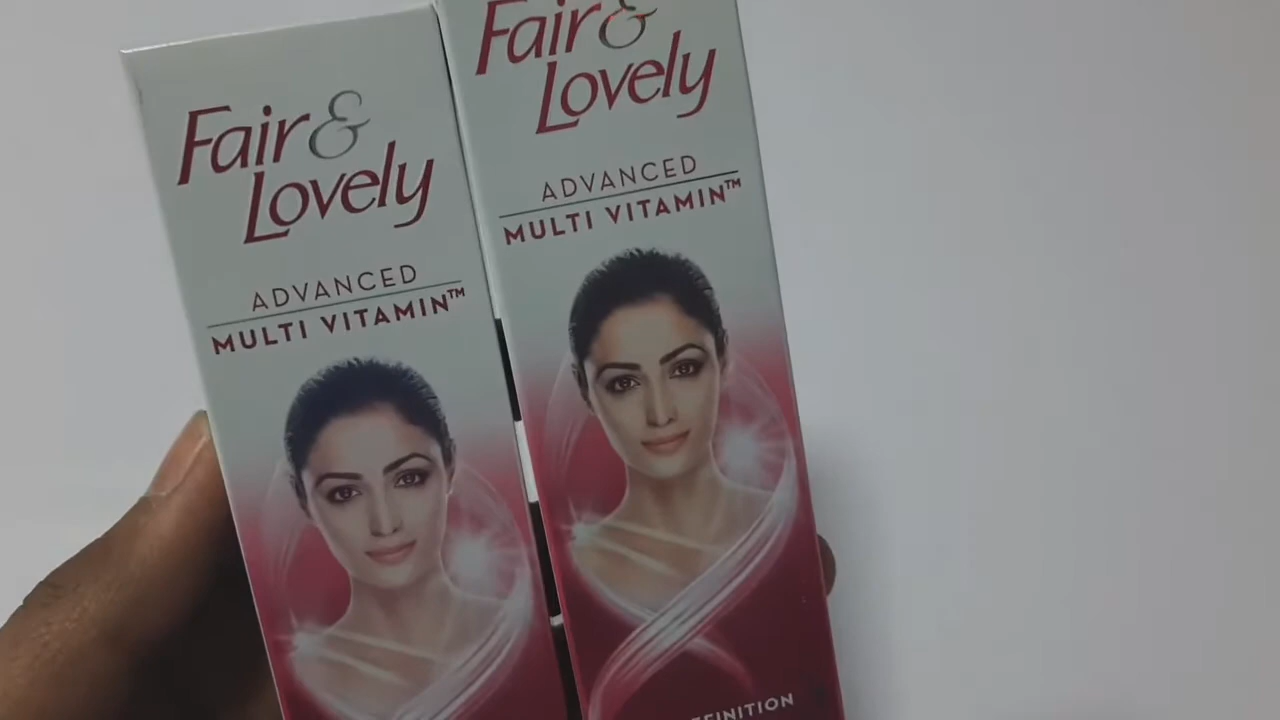 Fair &
Lovely
ADVANCED
MULTI VITAMIN™
Fair &
Lovely
ADVANCED
MULTI VITAMIN™